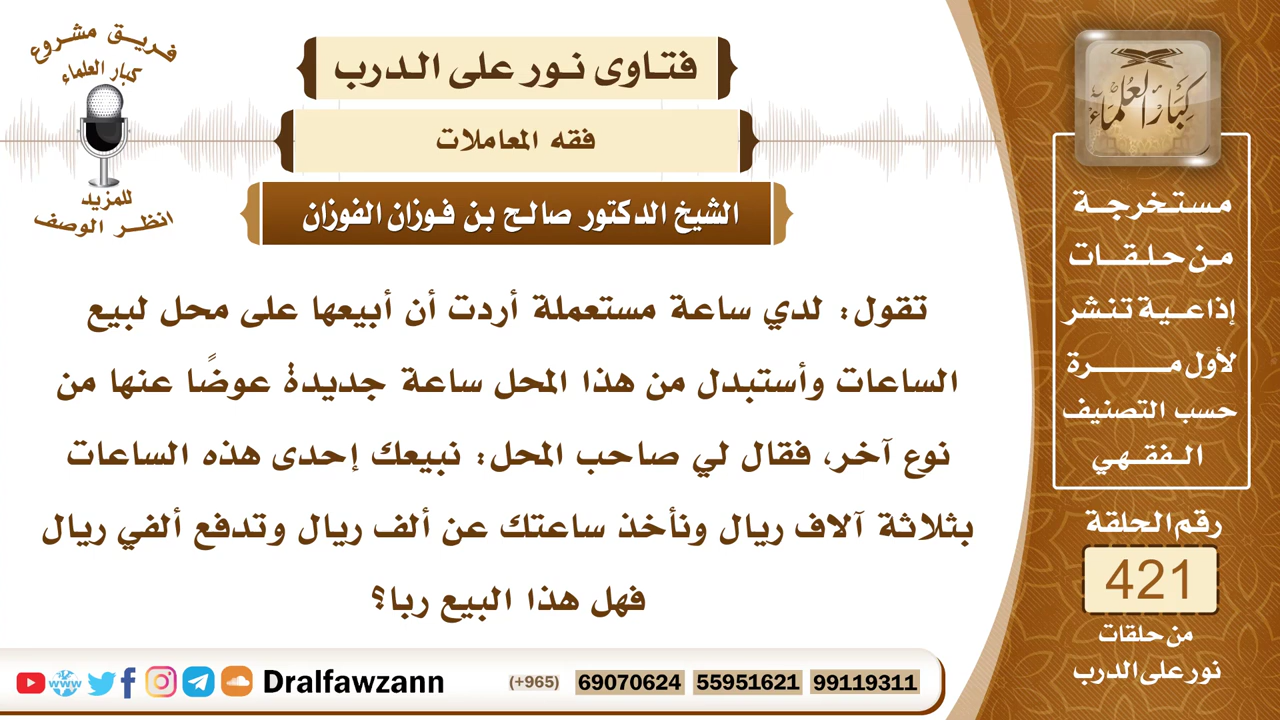 فريق مشروع
كبار العلماء
للمزيد
انظر الوصف
فتاوى نور على الدرب
فقه المعاملات
الشيخ الدكتور صالح بن فوزان الفوزان
تقول: لدي ساعة مستعملة أردت أن أبيعها على محل لبيع
الساعات وأستبدل من هذا المحل ساعة جديدةً عوضًا عنها من
نوع آخر، فقال لي صاحب المحل: نبيعك إحدى هذه الساعات
بثلاثة آلاف ريال ونأخذ ساعتك عن ألف ريال وتدفع ألفي ريال
فهل هذا البيع ربا؟
كبار العلماء
مستخرجة
من حلقات
إذاعية تنشر
لأول مرة
حسب التصنيف
الفقهي
رقم الحلقة
421
من حلقات
نور على الدرب
www
Dralfawzann
(+965) 69070624 55951621 99119311